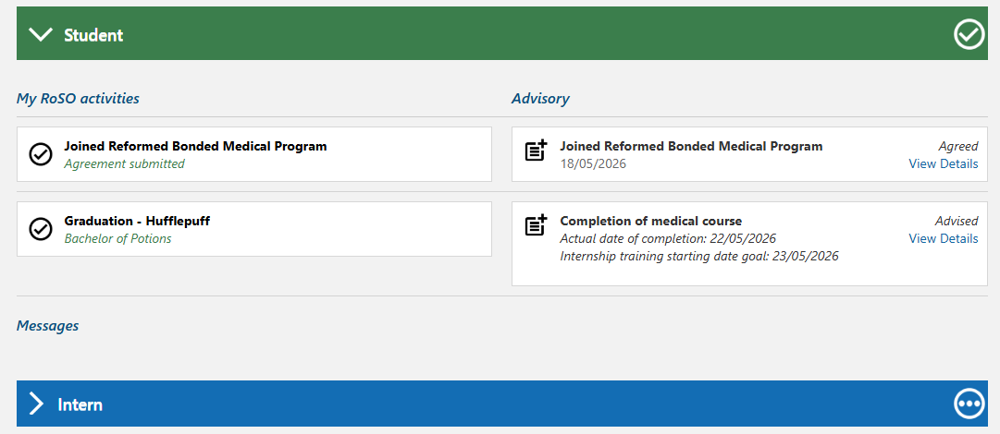 Student
My RoSO activities
Advisory
Joined Reformed Bonded Medical Program
Agreement submitted
Joined Reformed Bonded Medical Program
Agreed
18/05/2026
View Details
Graduation - Hufflepuff
Bachelor of Potions
Completion of medical course
Advised
Actual date of completion: 22/05/2026
View Details
Internship training starting date goal: 23/05/2026
Messages
Intern